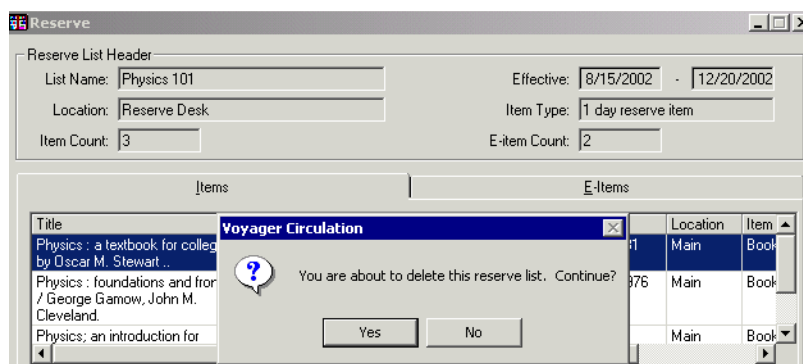 Reserve
Reserve List Header
List Name: Physics 101 Effective: 8/15/2002 - 12/20/2002
Location: Reserve Desk Item Type: 1 day reserve item
Item Count: 3 E-item Count: 2
Items E-Items
Title Location Item
Voyager Circulation
Physics : a textbook for colleg
by Oscar M. Stewart .. Main Book
You are about to delete this reserve list. Continue?
Physics : foundations and fror 976 Main Book
/ George Gamow, John M.
Cleveland.
Yes No
Physics; an introduction for Main Book